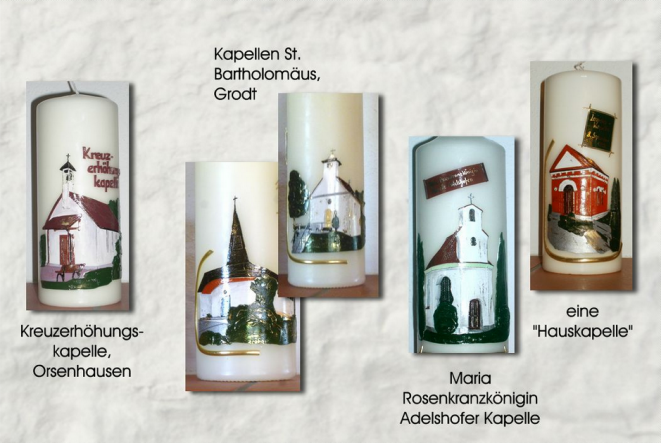 Kapellen St.
Bartholomäus,
Grodt
Kreuz-
erhöhungs
kapelle
Kreuzerhöhungs-
kapelle,
Orsenhausen
Maria
Rosenkranzkönigin
Adelshofer Kapelle
eine
"Hauskapelle"